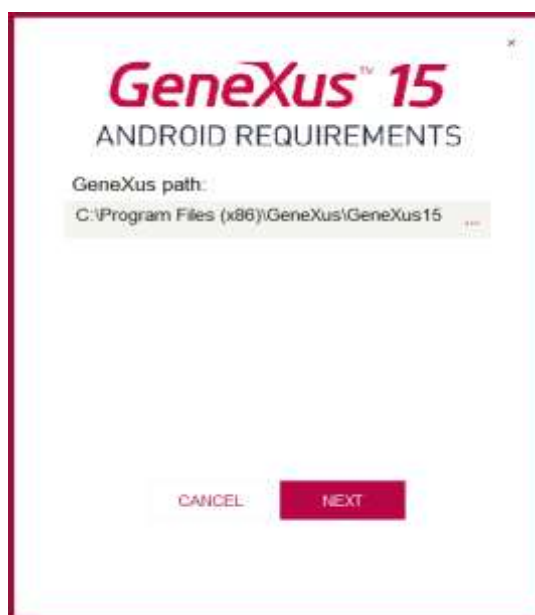 ×
GeneXus™ 15
ANDROID REQUIREMENTS
GeneXus path:
C:\Program Files (x86)\GeneXus\GeneXus15 ...
CANCEL NEXT